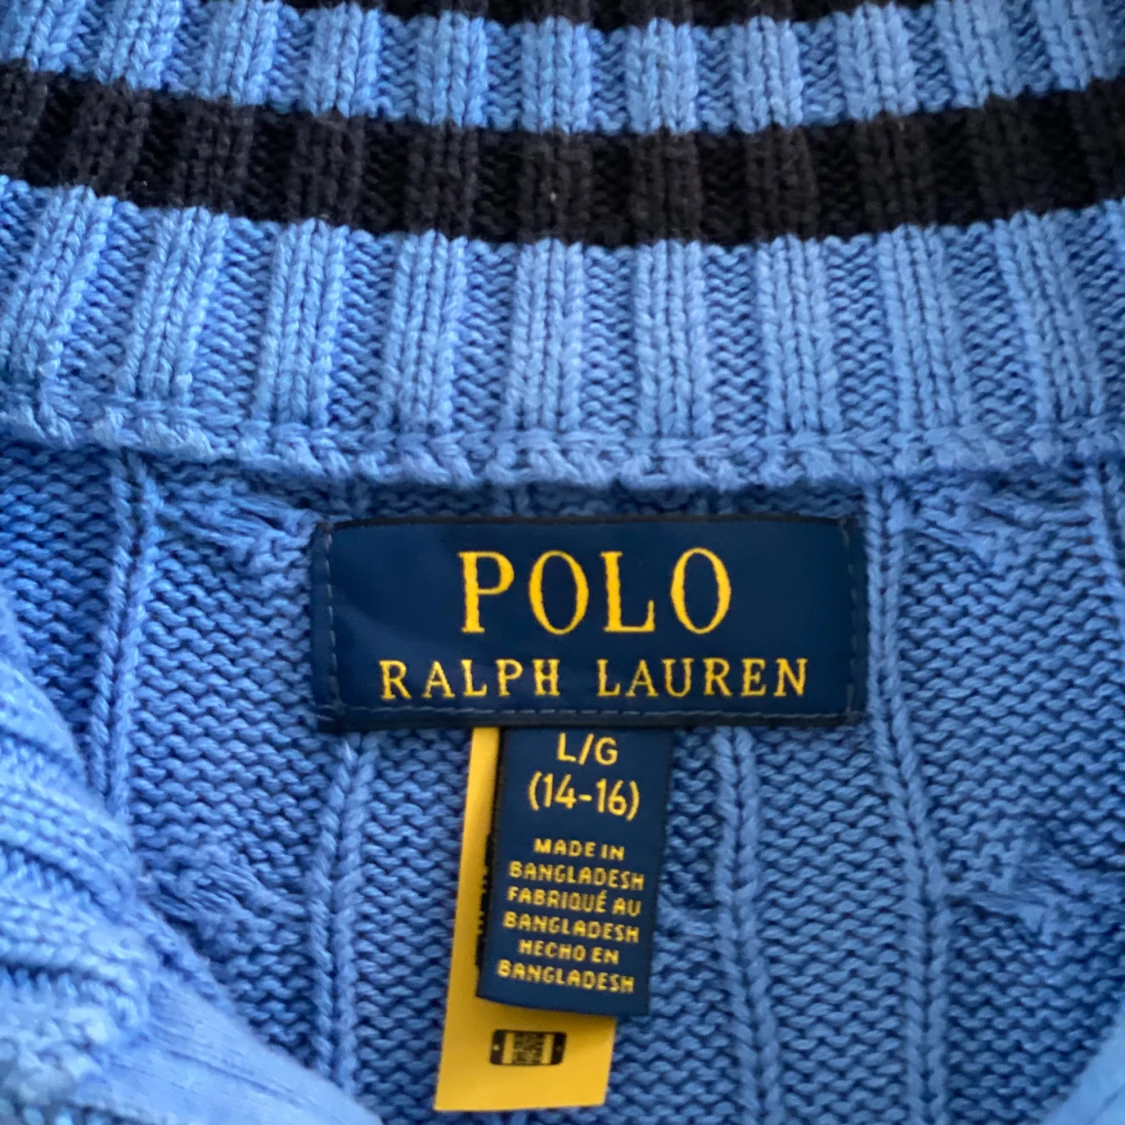 POLO
RALPH LAUREN
L/G
(14-16)
MADE IN
BANGLADESH
FABRIQUÉ AU
BANGLADESH
HECHO EN
BANGLADESH